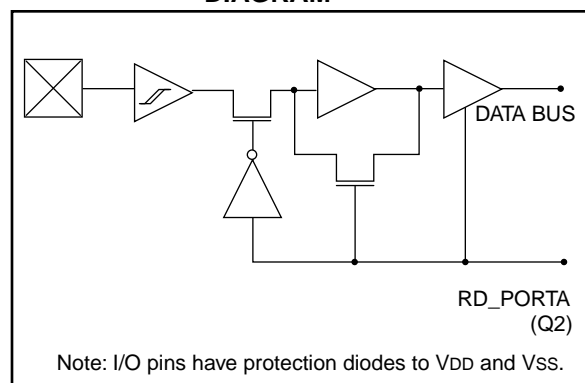 DIAGRAM
DATA BUS
RD_PORTA
(Q2)
Note: I/O pins have protection diodes to VDD and VSS.